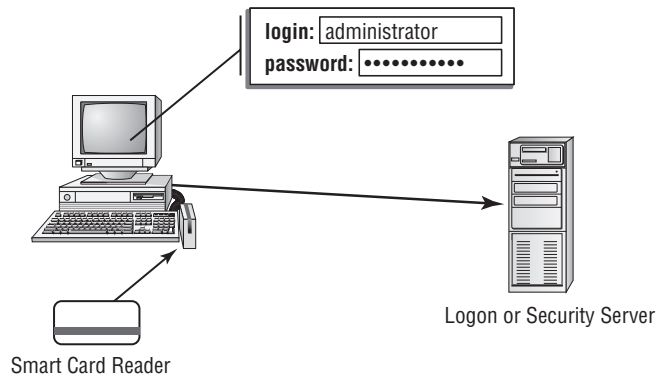 login: administrator
password: •••••••••••
Logon or Security Server
Smart Card Reader